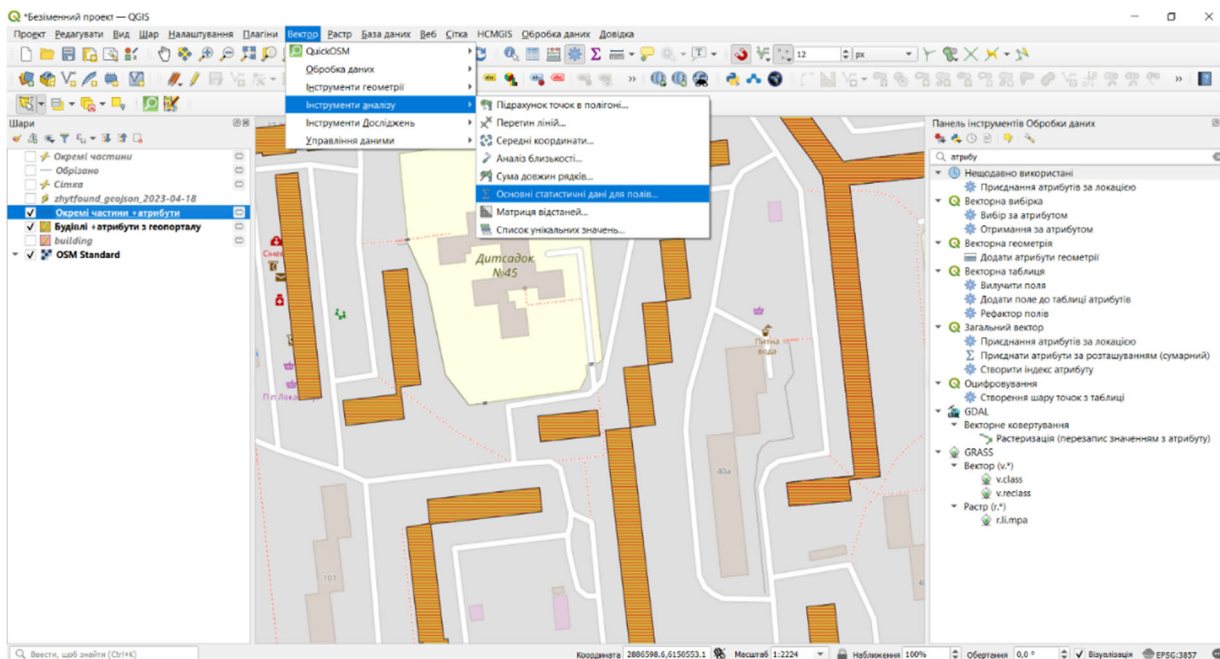 *Безіменний проект — QGIS
Проєкт Редагувати Вид Шар Налаштування Плагіни Вектор Растр База даних Веб Сітка HCMGIS Обробка даних Довідка
12 px
QuickOSM
Обробка даних
Інструменти геометрії
Інструменти аналізу
Інструменти Досліджень
Управління даними
Підрахунок точок в полігоні...
Перетин ліній...
Середні координати...
Аналіз близькості...
Сума довжин рядків...
Основні статистичні дані для полів...
Матриця відстаней...
Список унікальних значень...
Шари
Окремі частини
Обрізано
Сітка
zhytfound_geojson_2023-04-18
Окремі частини +атрибути
Будівлі +атрибути з геопорталу
building
OSM Standard
Дитсадок
№45
Питна
вода
40а
101
Панель інструментів Обробки даних
атрибу
Нещодавно використані
Приєднання атрибутів за локацією
Векторна вибірка
Вибір за атрибутом
Отримання за атрибутом
Векторна геометрія
Додати атрибути геометрії
Векторна таблиця
Вилучити поля
Додати поле до таблиці атрибутів
Рефактор полів
Загальний вектор
Приєднання атрибутів за локацією
Приєднати атрибути за розташуванням (сумарний)
Створити індекс атрибуту
Оцифровування
Створення шару точок з таблиці
GDAL
Векторне ковертування
Растеризація (перезапис значенням з атрибуту)
GRASS
Вектор (v.*)
v.class
v.reclass
Растр (r.*)
r.li.mpa
Ввести, щоб знайти (Ctrl+K)
Координата 2886598.6,6150553.1 Масштаб 1:2224 Наближення 100% Обертання 0,0 ° Візуалізація EPSG:3857